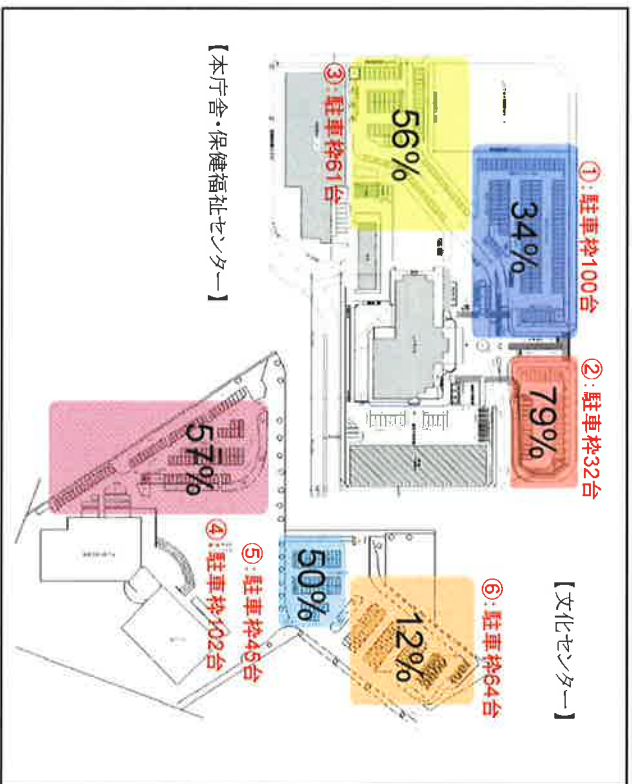 【本庁舎・保健福祉センター】
①:駐車枠100台
34%
②:駐車枠32台
79%
③:駐車枠61台
56%
【文化センター】
④:駐車枠102台
57%
⑤:駐車枠45台
50%
⑥:駐車枠64台
12%